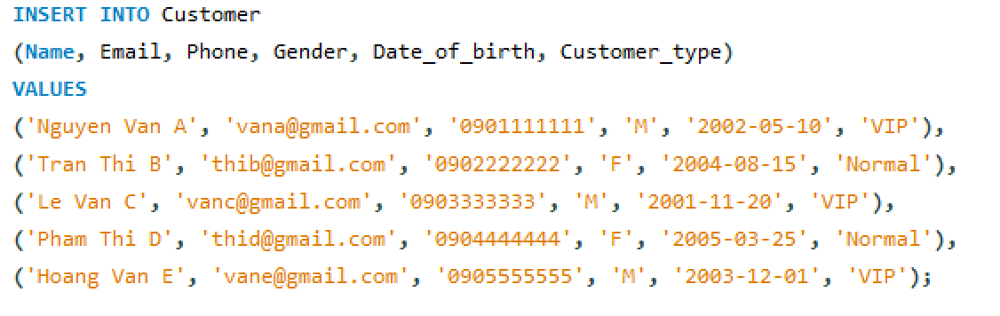 INSERT INTO Customer
(Name, Email, Phone, Gender, Date_of_birth, Customer_type)
VALUES
('Nguyen Van A', 'vana@gmail.com', '0901111111', 'M', '2002-05-10', 'VIP'),
('Tran Thi B', 'thib@gmail.com', '0902222222', 'F', '2004-08-15', 'Normal'),
('Le Van C', 'vanc@gmail.com', '0903333333', 'M', '2001-11-20', 'VIP'),
('Pham Thi D', 'thid@gmail.com', '0904444444', 'F', '2005-03-25', 'Normal'),
('Hoang Van E', 'vane@gmail.com', '0905555555', 'M', '2003-12-01', 'VIP');